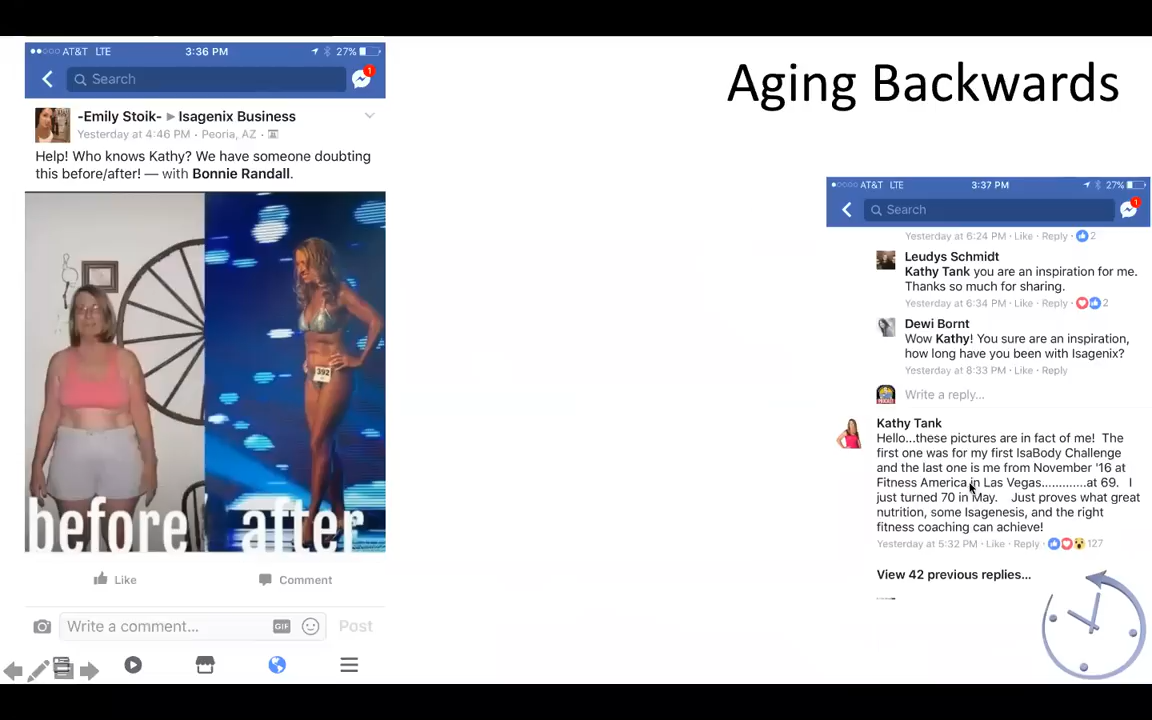 Aging Backwards
AT&T LTE 3:36 PM 27%
Search
1
-Emily Stoik- ▸ Isagenix Business
Yesterday at 4:46 PM · Peoria, AZ ·
Help! Who knows Kathy? We have someone doubting
this before/after! — with Bonnie Randall.
392
before after
Like Comment
Write a comment... GIF Post
AT&T LTE 3:37 PM 27%
Search
1
Yesterday at 6:24 PM · Like · Reply · 2
Leudys Schmidt
Kathy Tank you are an inspiration for me.
Thanks so much for sharing.
Yesterday at 6:34 PM · Like · Reply · 2
Dewi Bornt
Wow Kathy! You sure are an inspiration,
how long have you been with Isagenix?
Yesterday at 8:33 PM · Like · Reply
Write a reply...
Kathy Tank
Hello...these pictures are in fact of me! The
first one was for my first IsaBody Challenge
and the last one is me from November '16 at
Fitness America in Las Vegas............at 69. I
just turned 70 in May. Just proves what great
nutrition, some Isagenesis, and the right
fitness coaching can achieve!
Yesterday at 5:32 PM · Like · Reply · 127
View 42 previous replies...